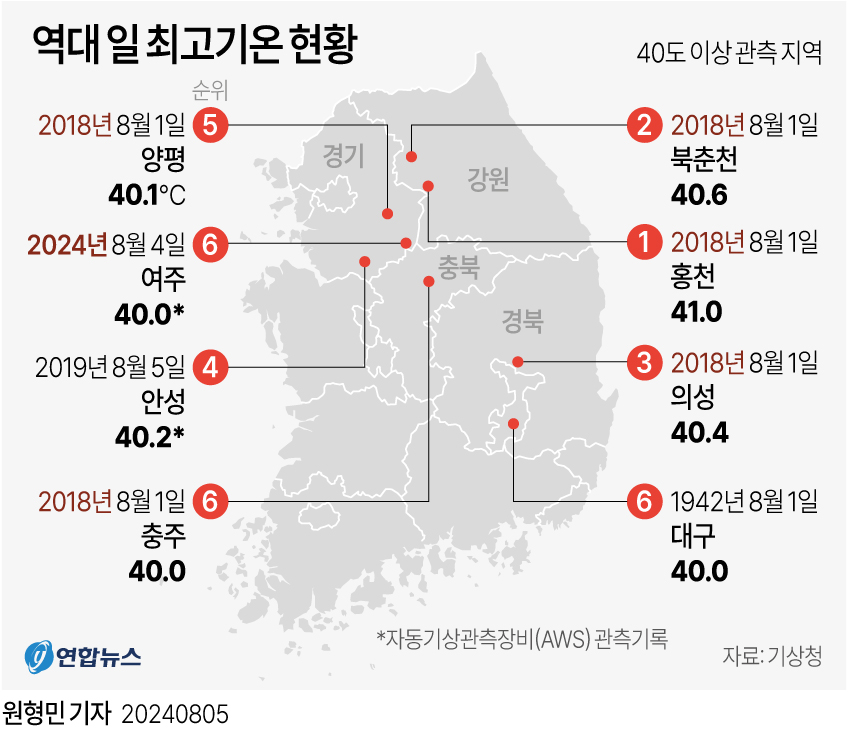 역대 일 최고기온 현황
40도 이상 관측 지역
순위
2018년 8월 1일 5
양평
40.1℃
2024년 8월 4일 6
여주
40.0*
2019년 8월 5일 4
안성
40.2*
2018년 8월 1일 6
충주
40.0
경기
강원
충북
경북
2 2018년 8월 1일
북춘천
40.6
1 2018년 8월 1일
홍천
41.0
3 2018년 8월 1일
의성
40.4
6 1942년 8월 1일
대구
40.0
*자동기상관측장비(AWS) 관측기록
y 연합뉴스
자료: 기상청
원형민 기자 20240805